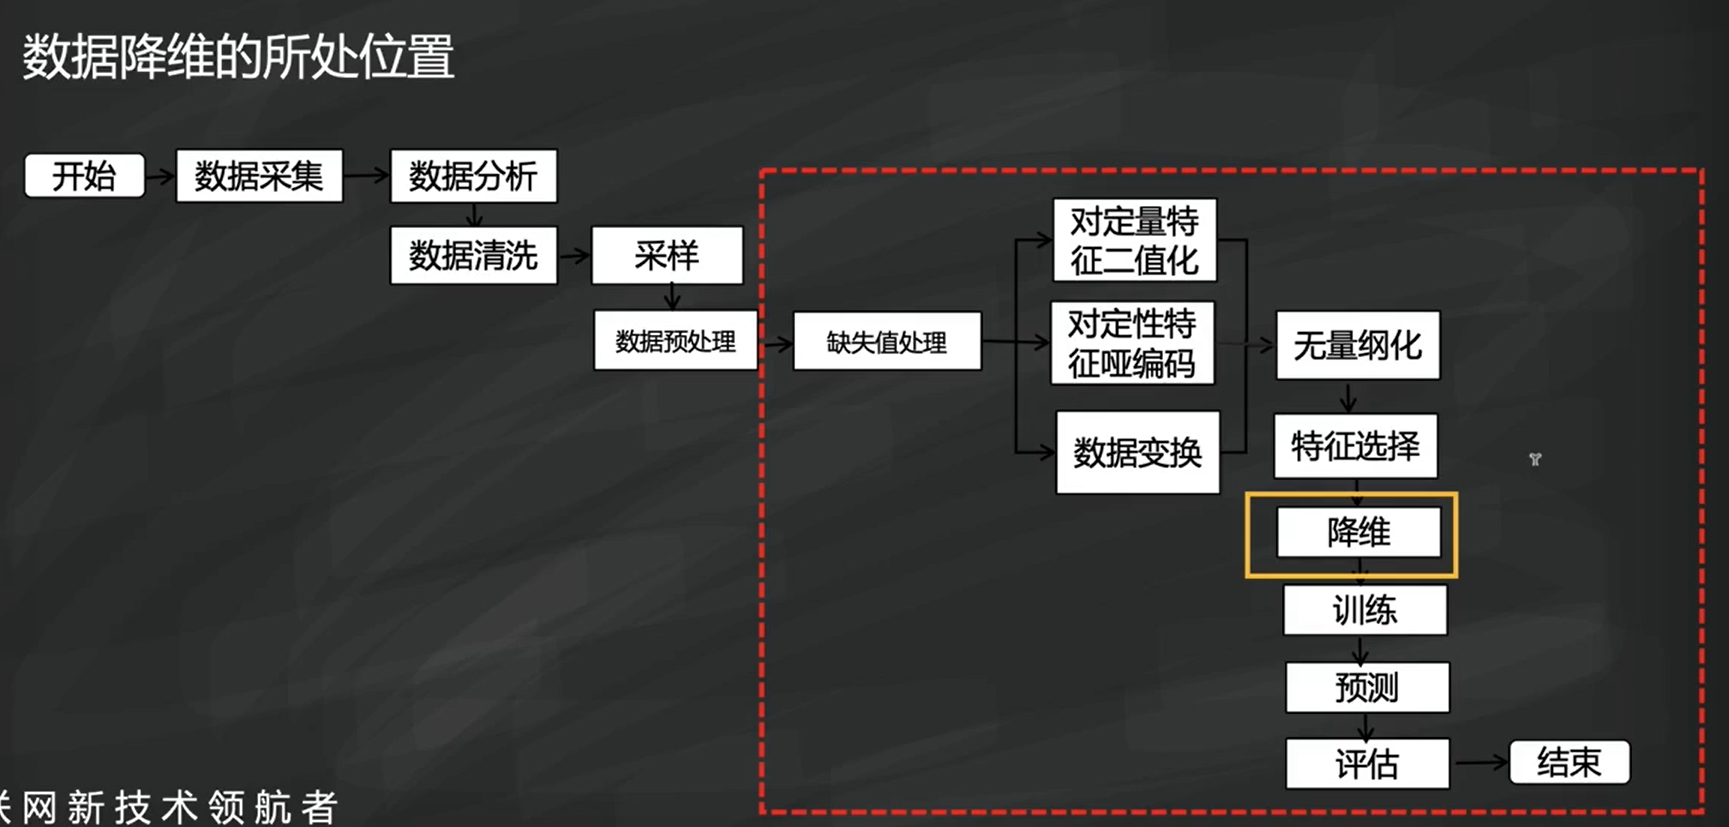 数据降维的所处位置
开始
数据采集
数据分析
数据清洗
采样
数据预处理
缺失值处理
对定量特
征二值化
对定性特
征哑编码
数据变换
无量纲化
特征选择
降维
训练
预测
评估
结束
联网新技术领航者